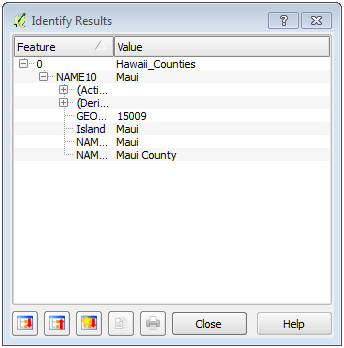 Identify Results
Feature Value
0 Hawaii_Counties
NAME10 Maui
(Acti...
(Deri...
GEO... 15009
Island Maui
NAM... Maui
NAM... Maui County
Close Help